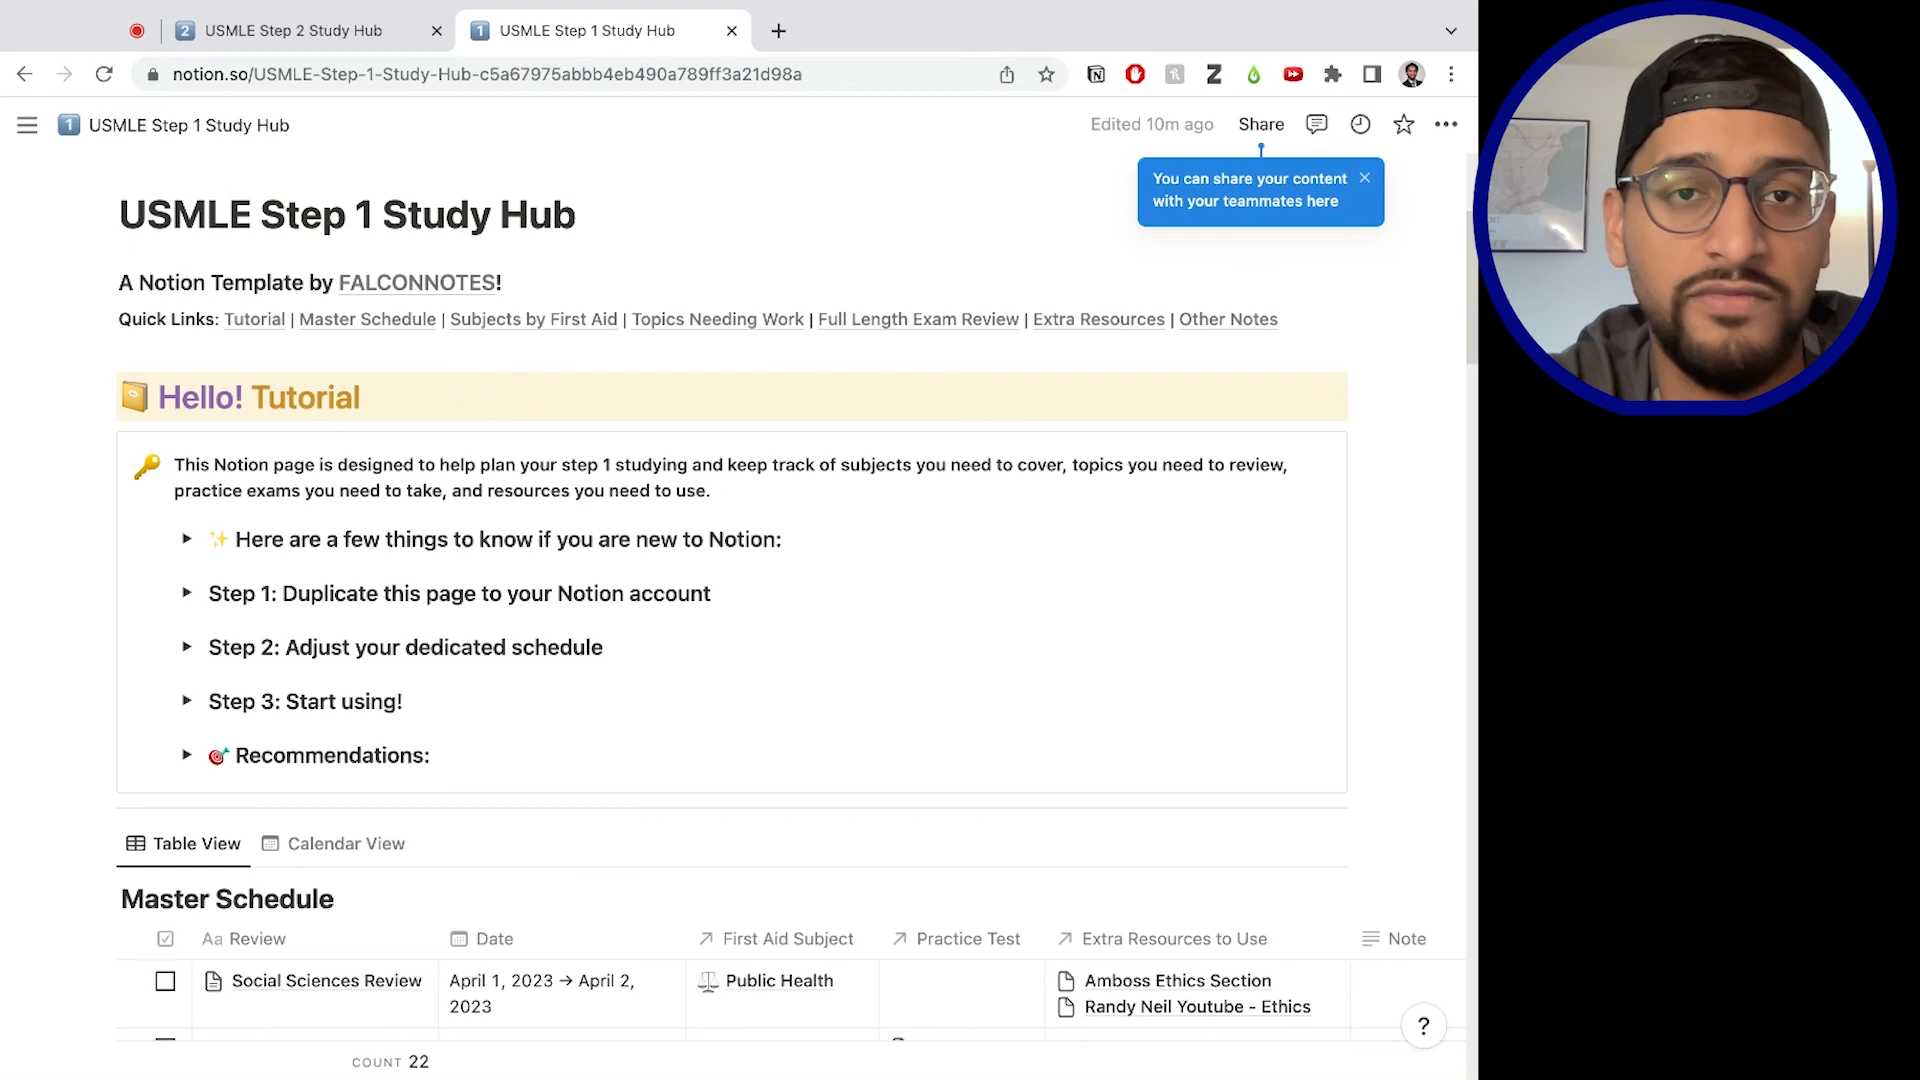 2 USMLE Step 2 Study Hub
1 USMLE Step 1 Study Hub
notion.so/USMLE-Step-1-Study-Hub-c5a67975abbb4eb490a789ff3a21d98a
1 USMLE Step 1 Study Hub
Edited 10m ago
Share
You can share your content
with your teammates here
USMLE Step 1 Study Hub
A Notion Template by FALCONNOTES!
Quick Links: Tutorial | Master Schedule | Subjects by First Aid | Topics Needing Work | Full Length Exam Review | Extra Resources | Other Notes
Hello! Tutorial
This Notion page is designed to help plan your step 1 studying and keep track of subjects you need to cover, topics you need to review,
practice exams you need to take, and resources you need to use.
Here are a few things to know if you are new to Notion:
Step 1: Duplicate this page to your Notion account
Step 2: Adjust your dedicated schedule
Step 3: Start using!
Recommendations:
Table View
Calendar View
Master Schedule
Aa Review
Date
First Aid Subject
Practice Test
Extra Resources to Use
Note
Social Sciences Review
April 1, 2023 → April 2,
2023
Public Health
Amboss Ethics Section
Randy Neil Youtube - Ethics
?
COUNT 22